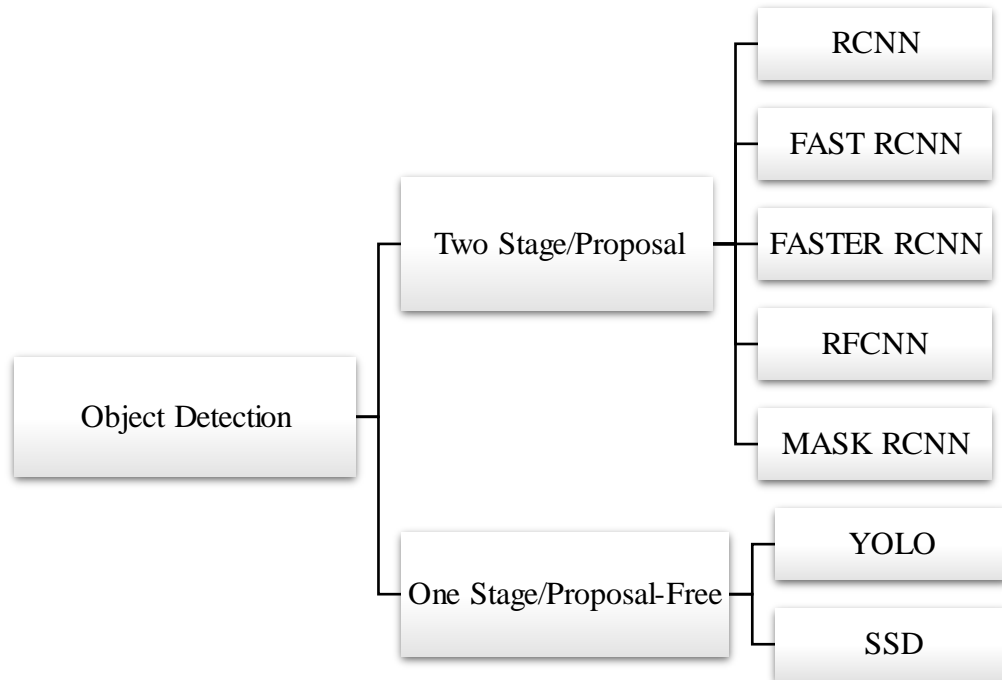 Object Detection
Two Stage/Proposal
RCNN
FAST RCNN
FASTER RCNN
RFCNN
MASK RCNN
One Stage/Proposal-Free
YOLO
SSD